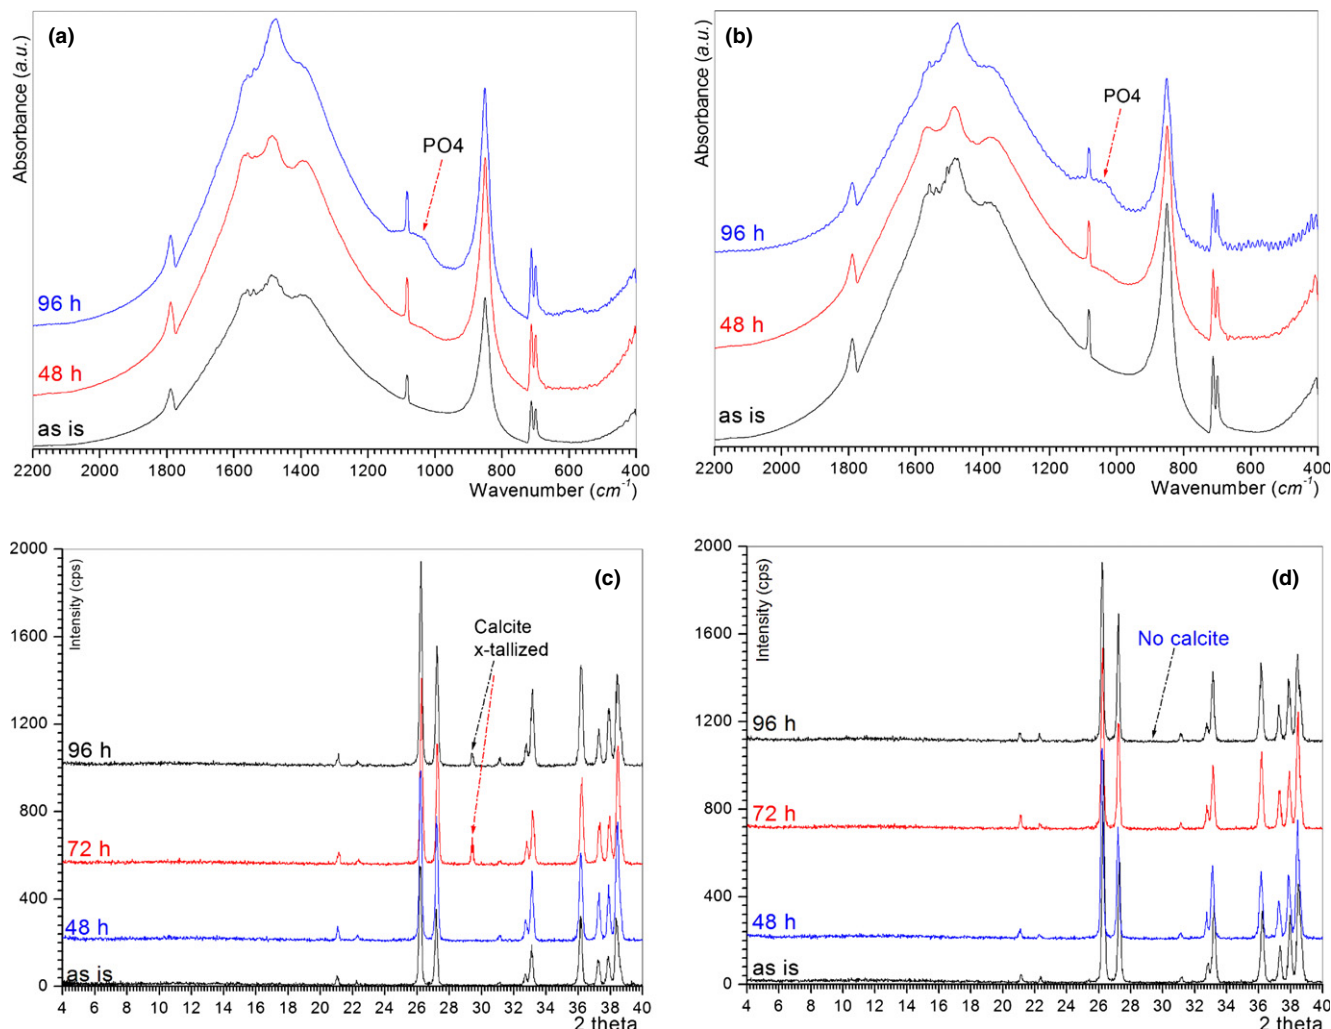 (a)
Absorbance (a.u.)
PO4
96 h
48 h
as is
2200 2000 1800 1600 1400 1200 1000 800 600 400
Wavenumber (cm⁻¹)
(b)
Absorbance (a.u.)
PO4
96 h
48 h
as is
2200 2000 1800 1600 1400 1200 1000 800 600 400
Wavenumber (cm⁻¹)
(c)
Intensity (cps)
2000
1600
1200
800
400
0
Calcite
x-tallized
96 h
72 h
48 h
as is
4 6 8 10 12 14 16 18 20 22 24 26 28 30 32 34 36 38 40
2 theta
(d)
Intensity (cps)
2000
1600
1200
800
400
0
No calcite
96 h
72 h
48 h
as is
4 6 8 10 12 14 16 18 20 22 24 26 28 30 32 34 36 38 40
2 theta